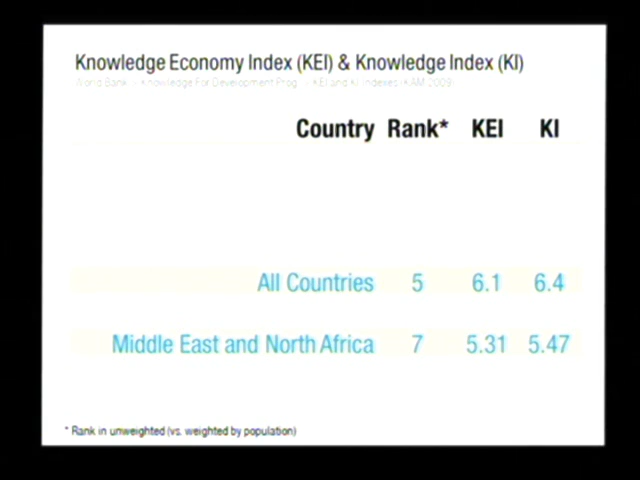 Knowledge Economy Index (KEI) & Knowledge Index (KI)
World Bank - Knowledge For Development Prog. - KEI and KI Indexes (KAM 2009)
Country Rank* KEI KI
All Countries 5 6.1 6.4
Middle East and North Africa 7 5.31 5.47
* Rank in unweighted (vs. weighted by population)